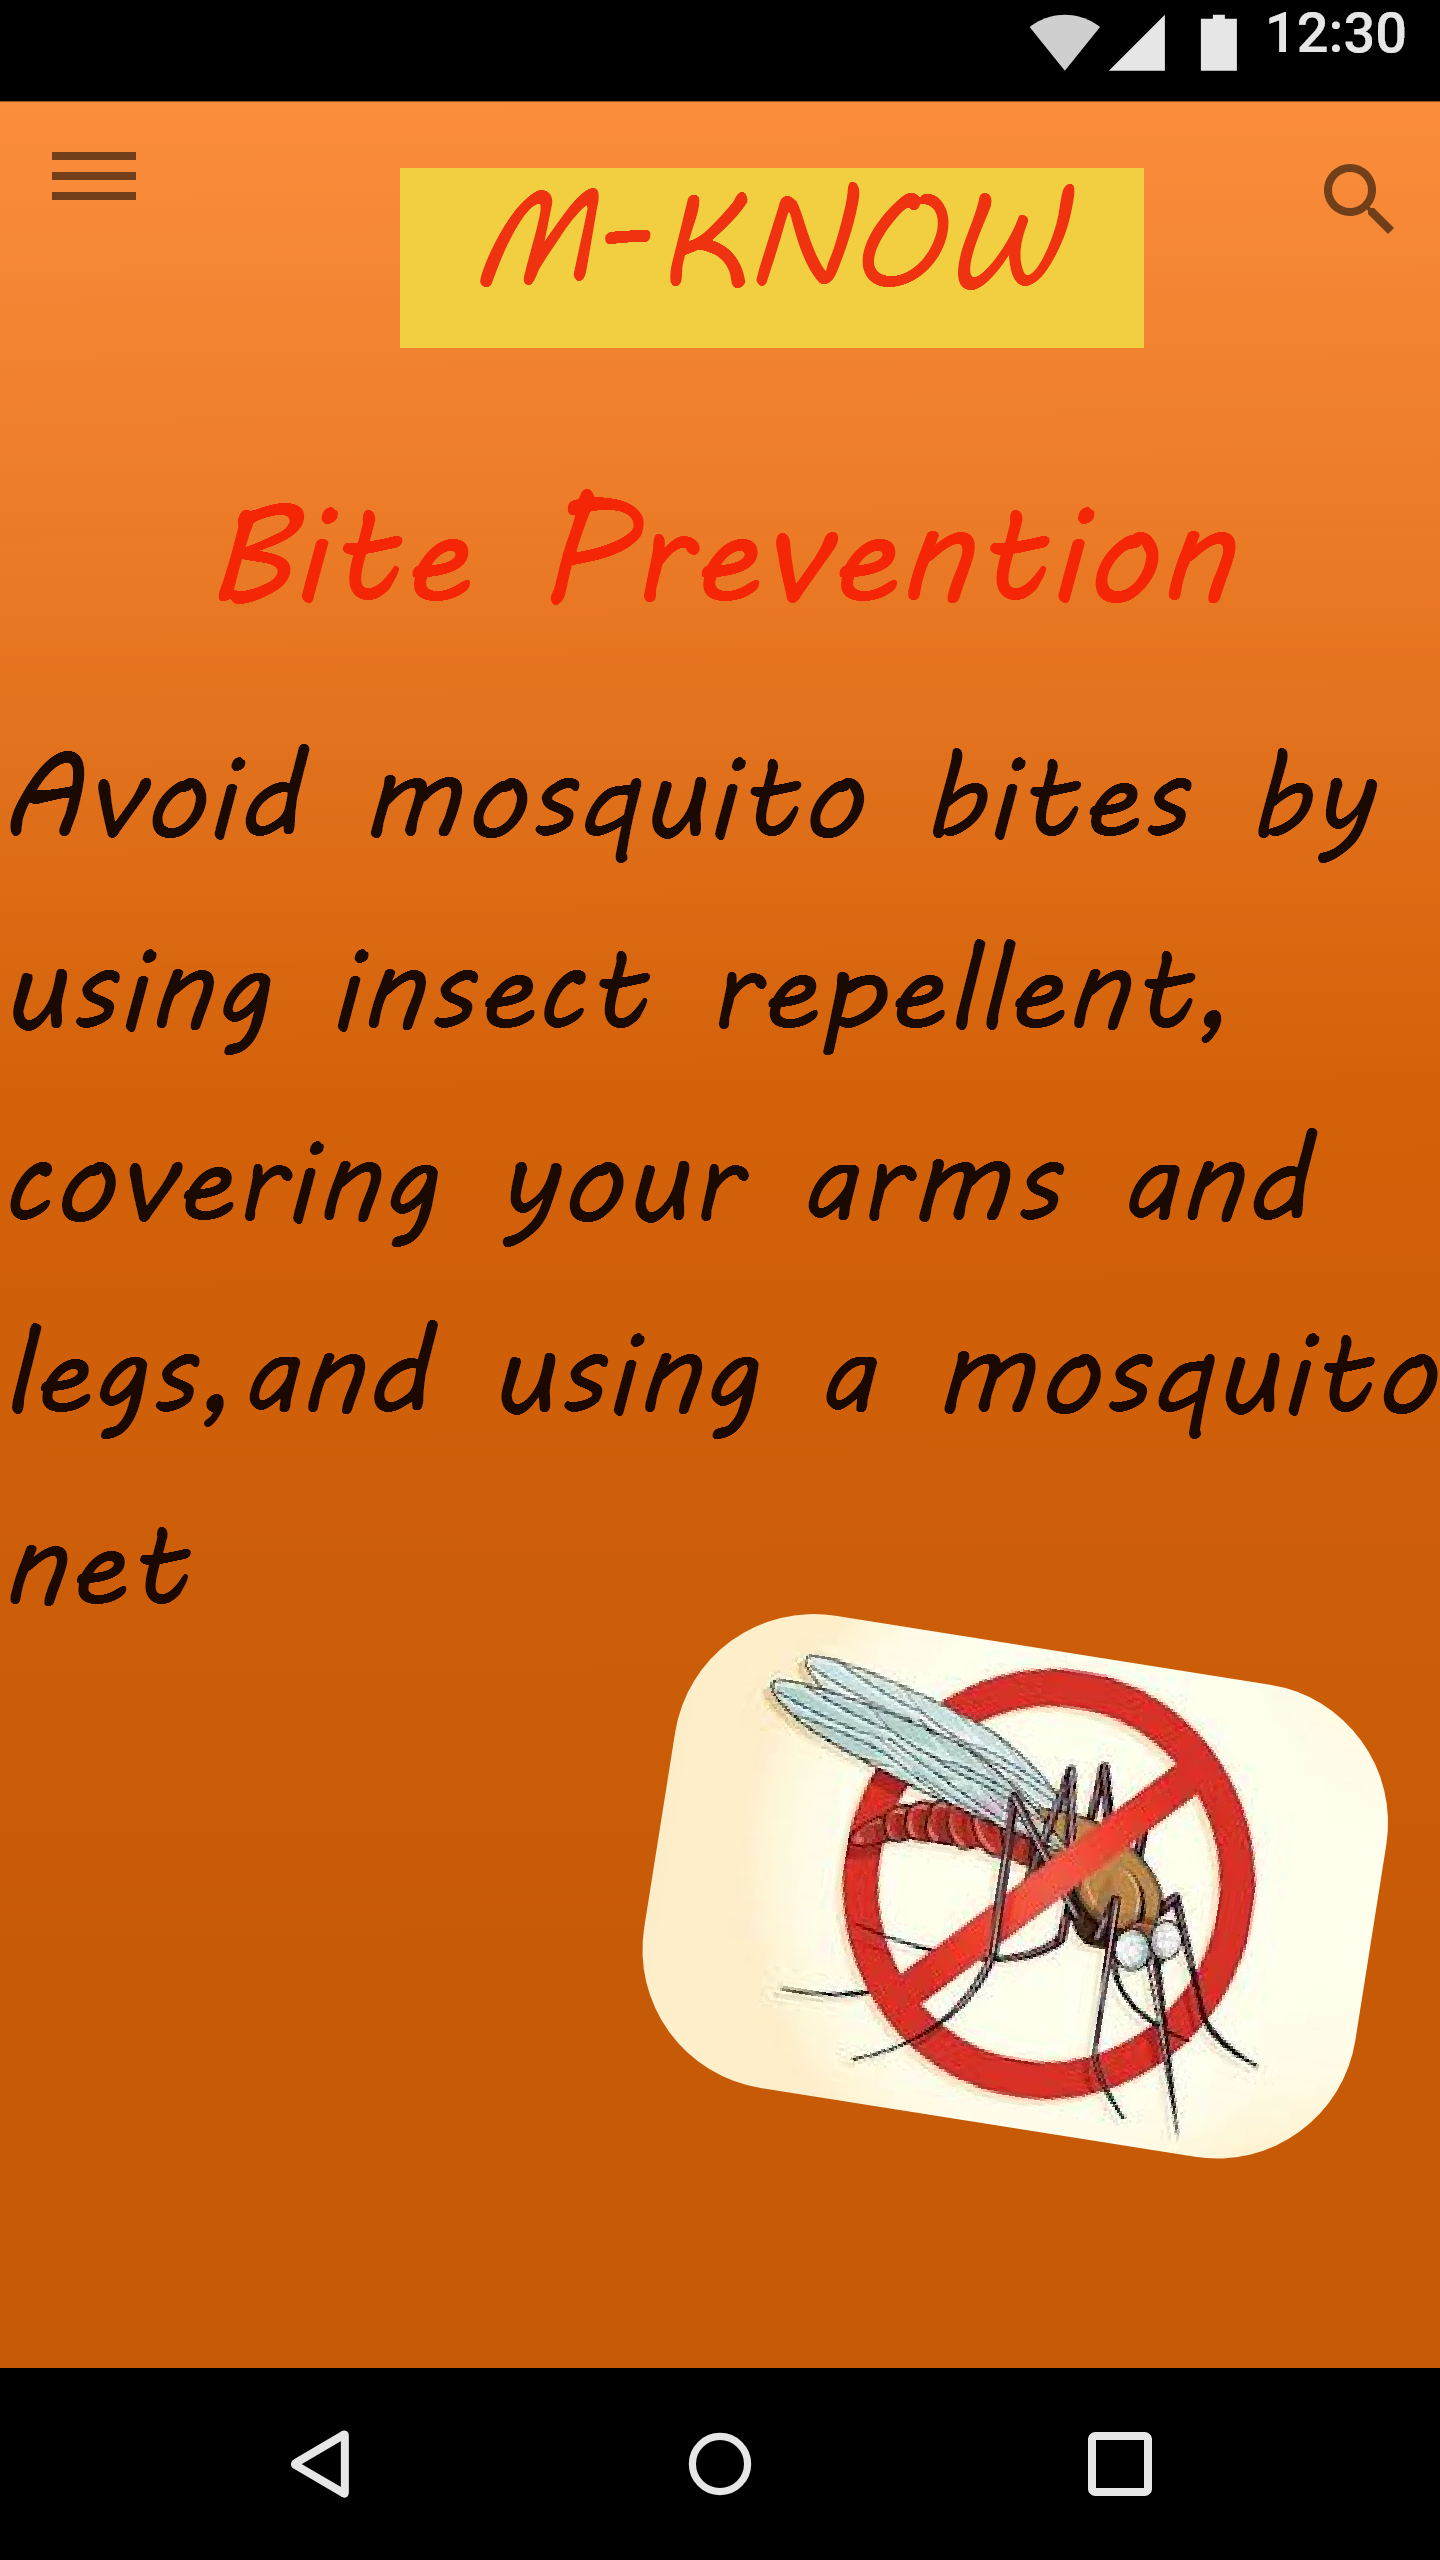 12:30
M-KNOW
Bite Prevention
Avoid mosquito bites by
using insect repellent,
covering your arms and
legs,and using a mosquito
net